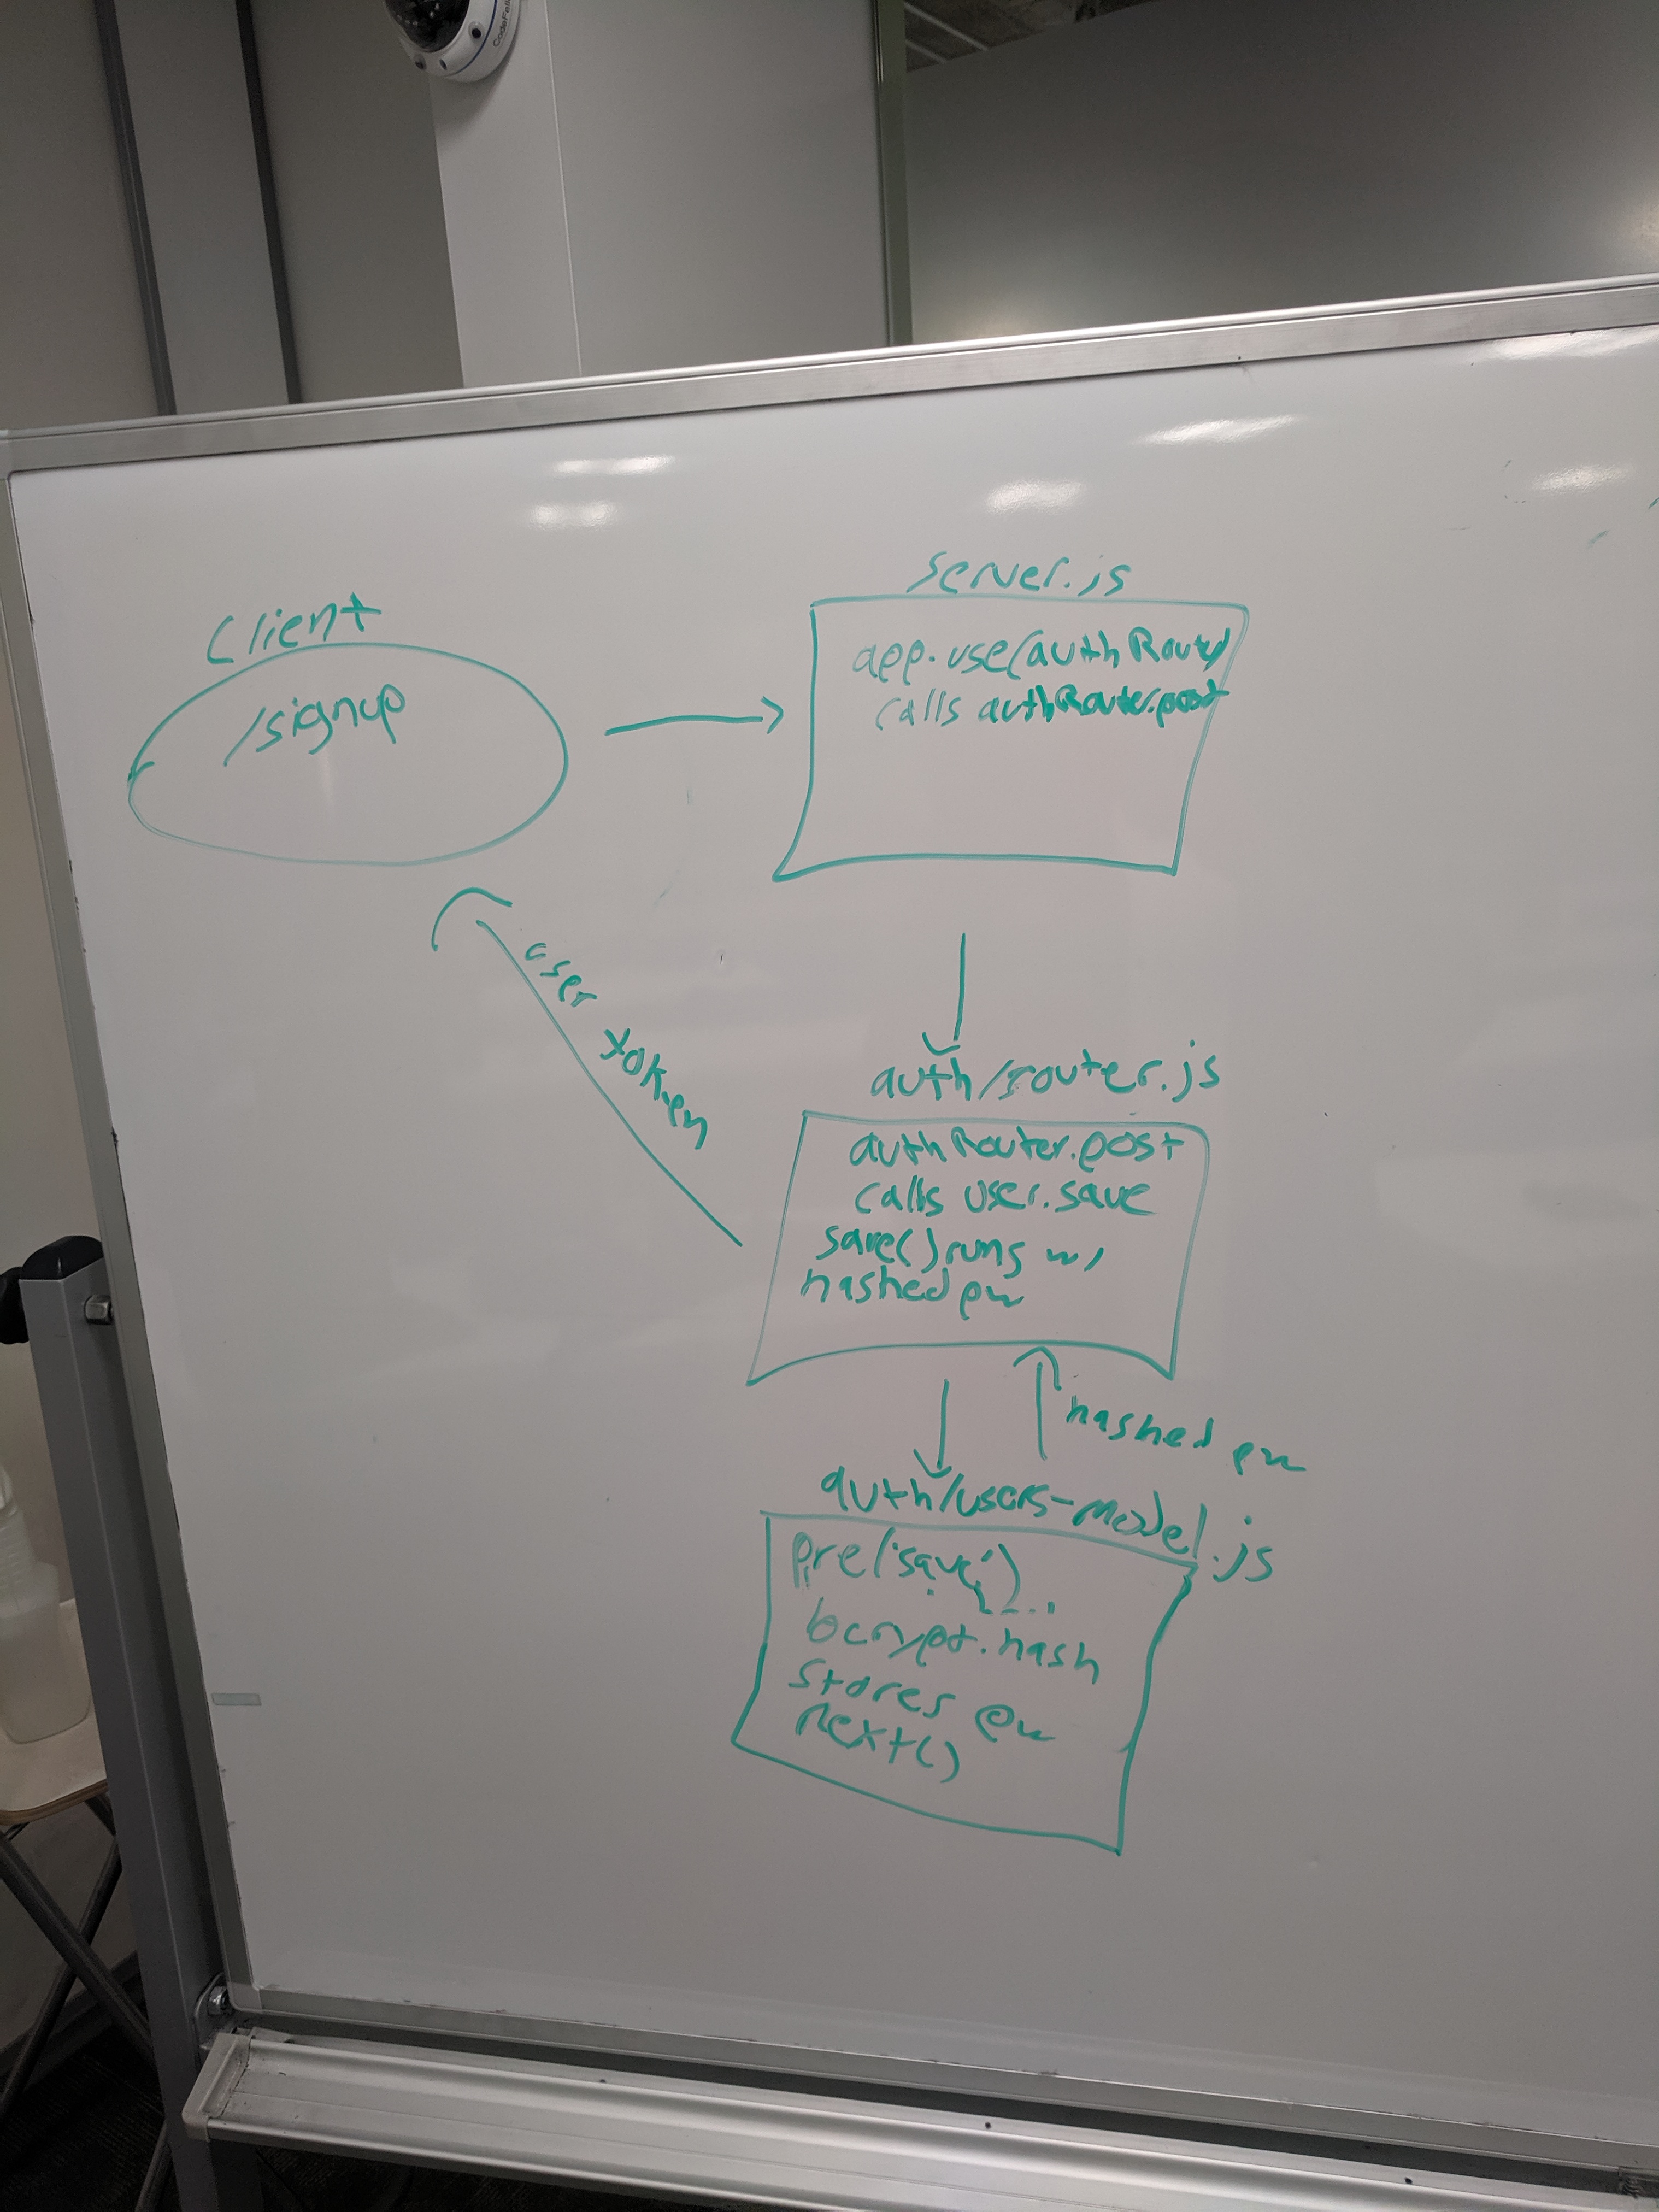 CodeFell
Client
/signup
server.js
app.use(authRouter)
calls authRouter.post
user token
auth/router.js
authRouter.post
calls user.save
save() runs w/
hashed pw
hashed pw
auth/users-model.js
pre('save', ...
bcrypt.hash
stores pw
next()